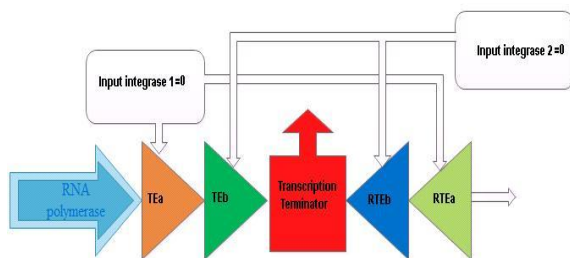 Input integrase 1=0
Input integrase 2=0
RNA
polymerase
TEa
TEb
Transcription
Terminator
RTEb
RTEa